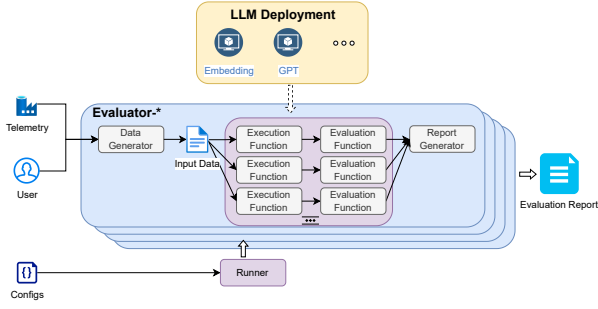 LLM Deployment
Embedding
GPT
Evaluator-*
Telemetry
User
Data
Generator
Input Data
Execution
Function
Evaluation
Function
Execution
Function
Evaluation
Function
Execution
Function
Evaluation
Function
Report
Generator
Evaluation Report
{}
Configs
Runner